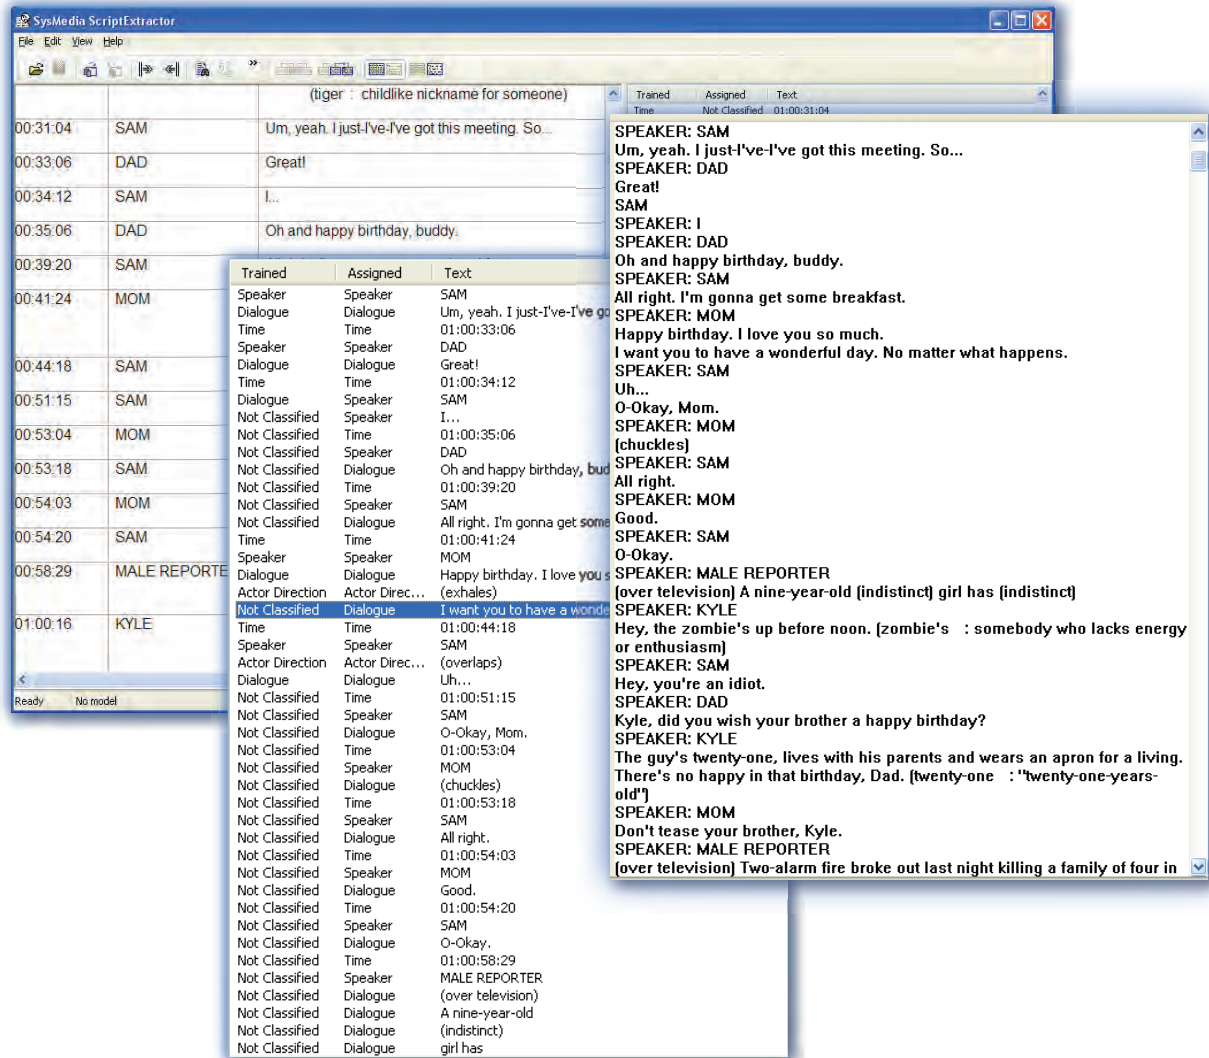 SysMedia ScriptExtractor
File Edit View Help
(tiger : childlike nickname for someone)
00:31:04 SAM Um, yeah. I just-I've-I've got this meeting. So...
00:33:06 DAD Great!
00:34:12 SAM I...
00:35:06 DAD Oh and happy birthday, buddy.
00:39:20 SAM
00:41:24 MOM
00:44:18 SAM
00:51:15 SAM
00:53:04 MOM
00:53:18 SAM
00:54:03 MOM
00:54:20 SAM
00:58:29 MALE REPORTE
01:00:16 KYLE
Ready No model
Trained Assigned Text
Time Not Classified 01:00:31:04
Trained Assigned Text
Speaker Speaker SAM
Dialogue Dialogue Um, yeah. I just-I've-I've go
Time Time 01:00:33:06
Speaker Speaker DAD
Dialogue Dialogue Great!
Time Time 01:00:34:12
Dialogue Speaker SAM
Not Classified Speaker I...
Not Classified Time 01:00:35:06
Not Classified Speaker DAD
Not Classified Dialogue Oh and happy birthday, bud
Not Classified Time 01:00:39:20
Not Classified Speaker SAM
Not Classified Dialogue All right. I'm gonna get some
Time Time 01:00:41:24
Speaker Speaker MOM
Dialogue Dialogue Happy birthday. I love you s
Actor Direction Actor Direc... (exhales)
Not Classified Dialogue I want you to have a wonde
Time Time 01:00:44:18
Speaker Speaker SAM
Actor Direction Actor Direc... (overlaps)
Dialogue Dialogue Uh...
Not Classified Time 01:00:51:15
Not Classified Speaker SAM
Not Classified Dialogue O-Okay, Mom.
Not Classified Time 01:00:53:04
Not Classified Speaker MOM
Not Classified Dialogue (chuckles)
Not Classified Time 01:00:53:18
Not Classified Speaker SAM
Not Classified Dialogue All right.
Not Classified Time 01:00:54:03
Not Classified Speaker MOM
Not Classified Dialogue Good.
Not Classified Time 01:00:54:20
Not Classified Speaker SAM
Not Classified Dialogue O-Okay.
Not Classified Time 01:00:58:29
Not Classified Speaker MALE REPORTER
Not Classified Dialogue (over television)
Not Classified Dialogue A nine-year-old
Not Classified Dialogue (indistinct)
Not Classified Dialogue girl has
SPEAKER: SAM
Um, yeah. I just-I've-I've got this meeting. So...
SPEAKER: DAD
Great!
SAM
SPEAKER: I
SPEAKER: DAD
Oh and happy birthday, buddy.
SPEAKER: SAM
All right. I'm gonna get some breakfast.
SPEAKER: MOM
Happy birthday. I love you so much.
I want you to have a wonderful day. No matter what happens.
SPEAKER: SAM
Uh...
O-Okay, Mom.
SPEAKER: MOM
(chuckles)
SPEAKER: SAM
All right.
SPEAKER: MOM
Good.
SPEAKER: SAM
O-Okay.
SPEAKER: MALE REPORTER
(over television) A nine-year-old (indistinct) girl has (indistinct)
SPEAKER: KYLE
Hey, the zombie's up before noon. (zombie's : somebody who lacks energy
or enthusiasm)
SPEAKER: SAM
Hey, you're an idiot.
SPEAKER: DAD
Kyle, did you wish your brother a happy birthday?
SPEAKER: KYLE
The guy's twenty-one, lives with his parents and wears an apron for a living.
There's no happy in that birthday, Dad. (twenty-one : "twenty-one-years-
old")
SPEAKER: MOM
Don't tease your brother, Kyle.
SPEAKER: MALE REPORTER
(over television) Two-alarm fire broke out last night killing a family of four in